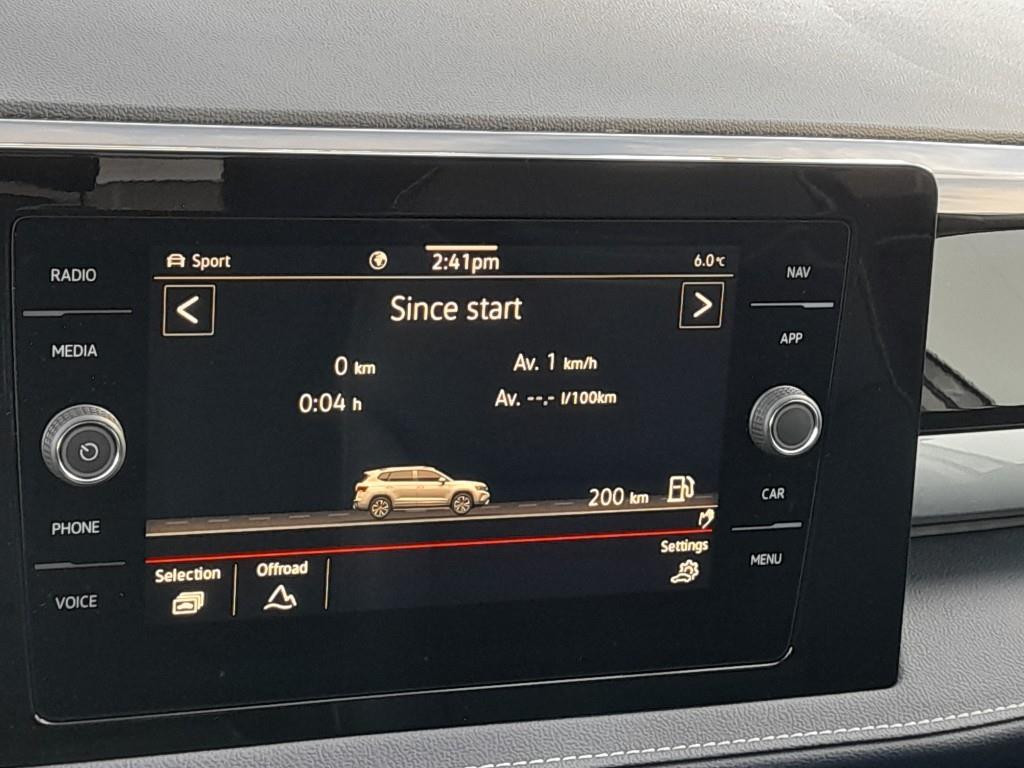 RADIO
MEDIA
PHONE
VOICE
Sport
2:41pm
6.0°C
Since start
0 km
Av. 1 km/h
0:04 h
Av. --.- l/100km
200 km
Selection
Offroad
Settings
NAV
APP
CAR
MENU